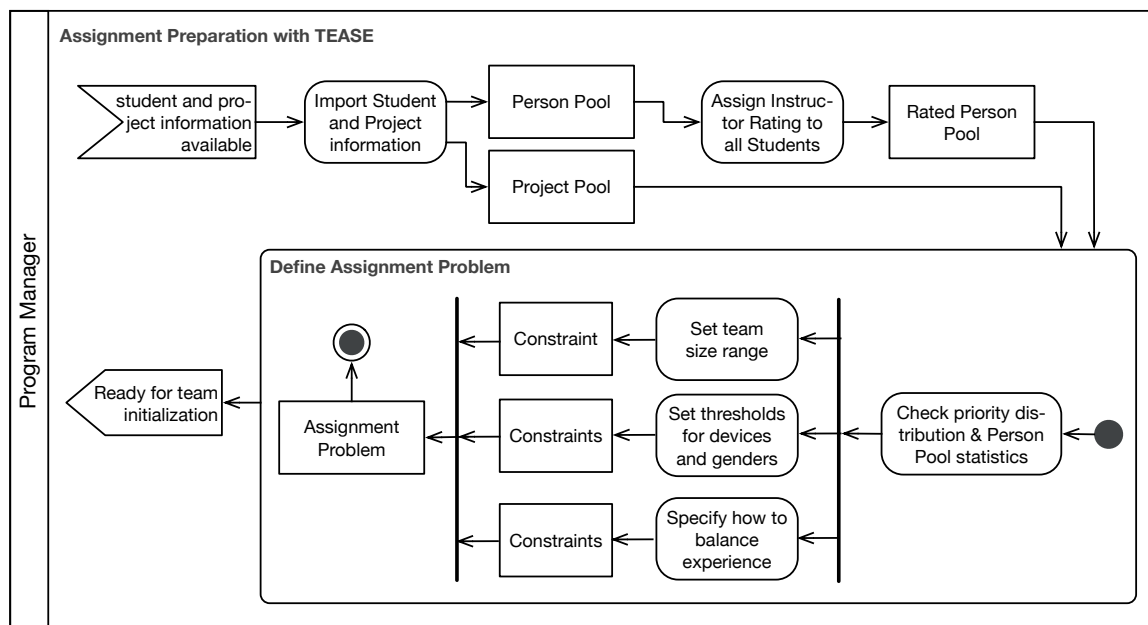 Program Manager
Assignment Preparation with TEASE
student and pro-
ject information
available
Import Student
and Project
information
Person Pool
Project Pool
Assign Instruc-
tor Rating to
all Students
Rated Person
Pool
Define Assignment Problem
Ready for team
initialization
Assignment
Problem
Constraint
Set team
size range
Constraints
Set thresholds
for devices
and genders
Constraints
Specify how to
balance
experience
Check priority dis-
tribution & Person
Pool statistics